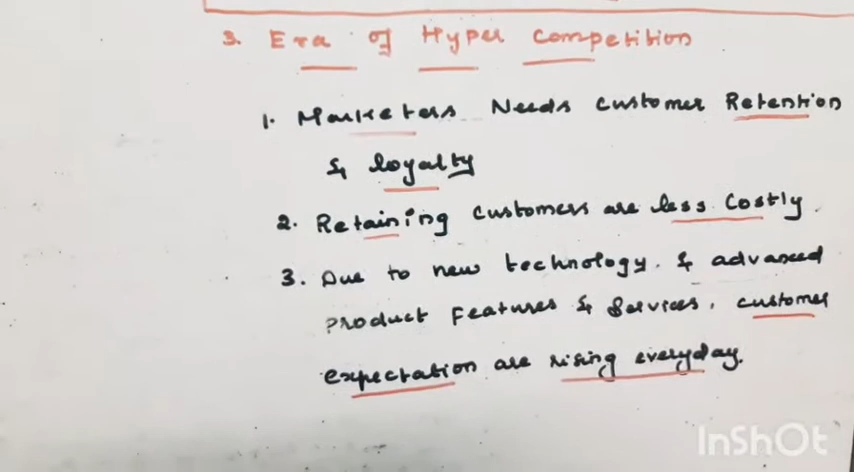 3. Era of Hyper Competition
1. Marketers Needs customer Retention
& loyalty
2. Retaining customers are less costly.
3. Due to new technology. & advanced
product Features & Services, customer
expectation are rising everyday.
InShOt